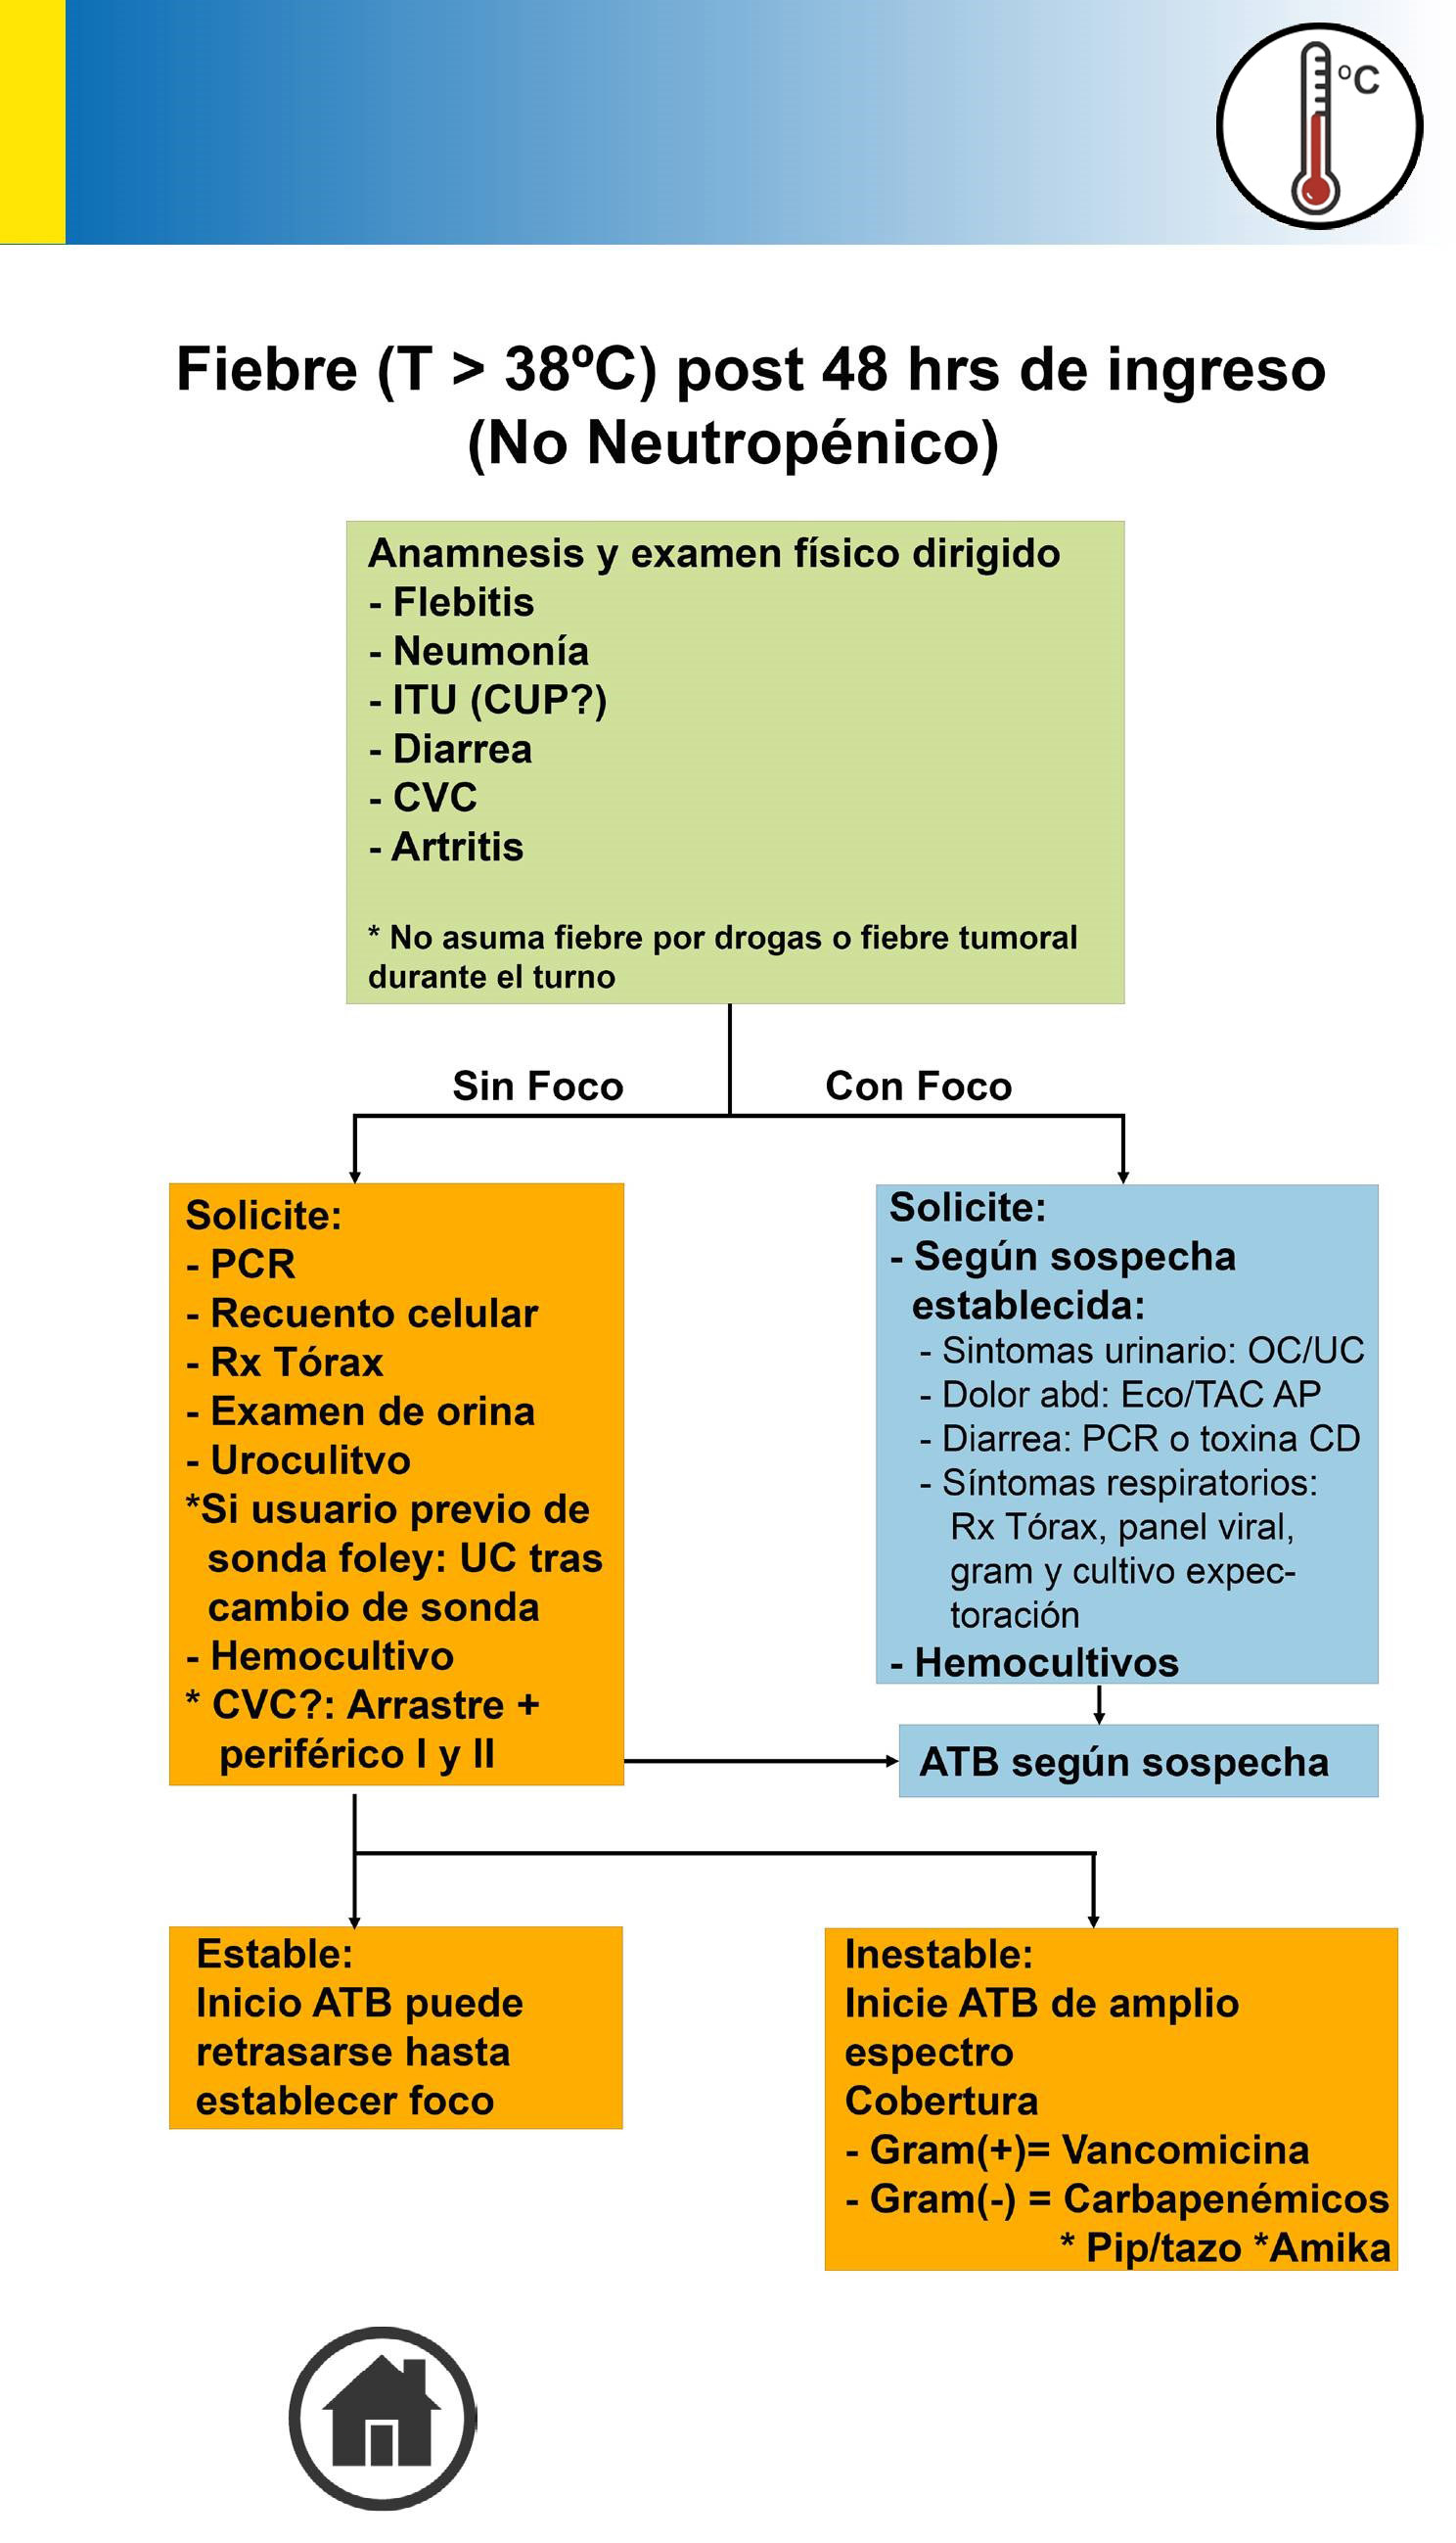 ºC
Fiebre (T > 38ºC) post 48 hrs de ingreso
(No Neutropénico)
Anamnesis y examen físico dirigido
- Flebitis
- Neumonía
- ITU (CUP?)
- Diarrea
- CVC
- Artritis
* No asuma fiebre por drogas o fiebre tumoral
durante el turno
Sin Foco
Con Foco
Solicite:
- PCR
- Recuento celular
- Rx Tórax
- Examen de orina
- Uroculitvo
*Si usuario previo de
sonda foley: UC tras
cambio de sonda
- Hemocultivo
* CVC?: Arrastre +
periférico I y II
Solicite:
- Según sospecha
establecida:
- Sintomas urinario: OC/UC
- Dolor abd: Eco/TAC AP
- Diarrea: PCR o toxina CD
- Síntomas respiratorios:
Rx Tórax, panel viral,
gram y cultivo expec-
toración
- Hemocultivos
ATB según sospecha
Estable:
Inicio ATB puede
retrasarse hasta
establecer foco
Inestable:
Inicie ATB de amplio
espectro
Cobertura
- Gram(+)= Vancomicina
- Gram(-) = Carbapenémicos
* Pip/tazo *Amika